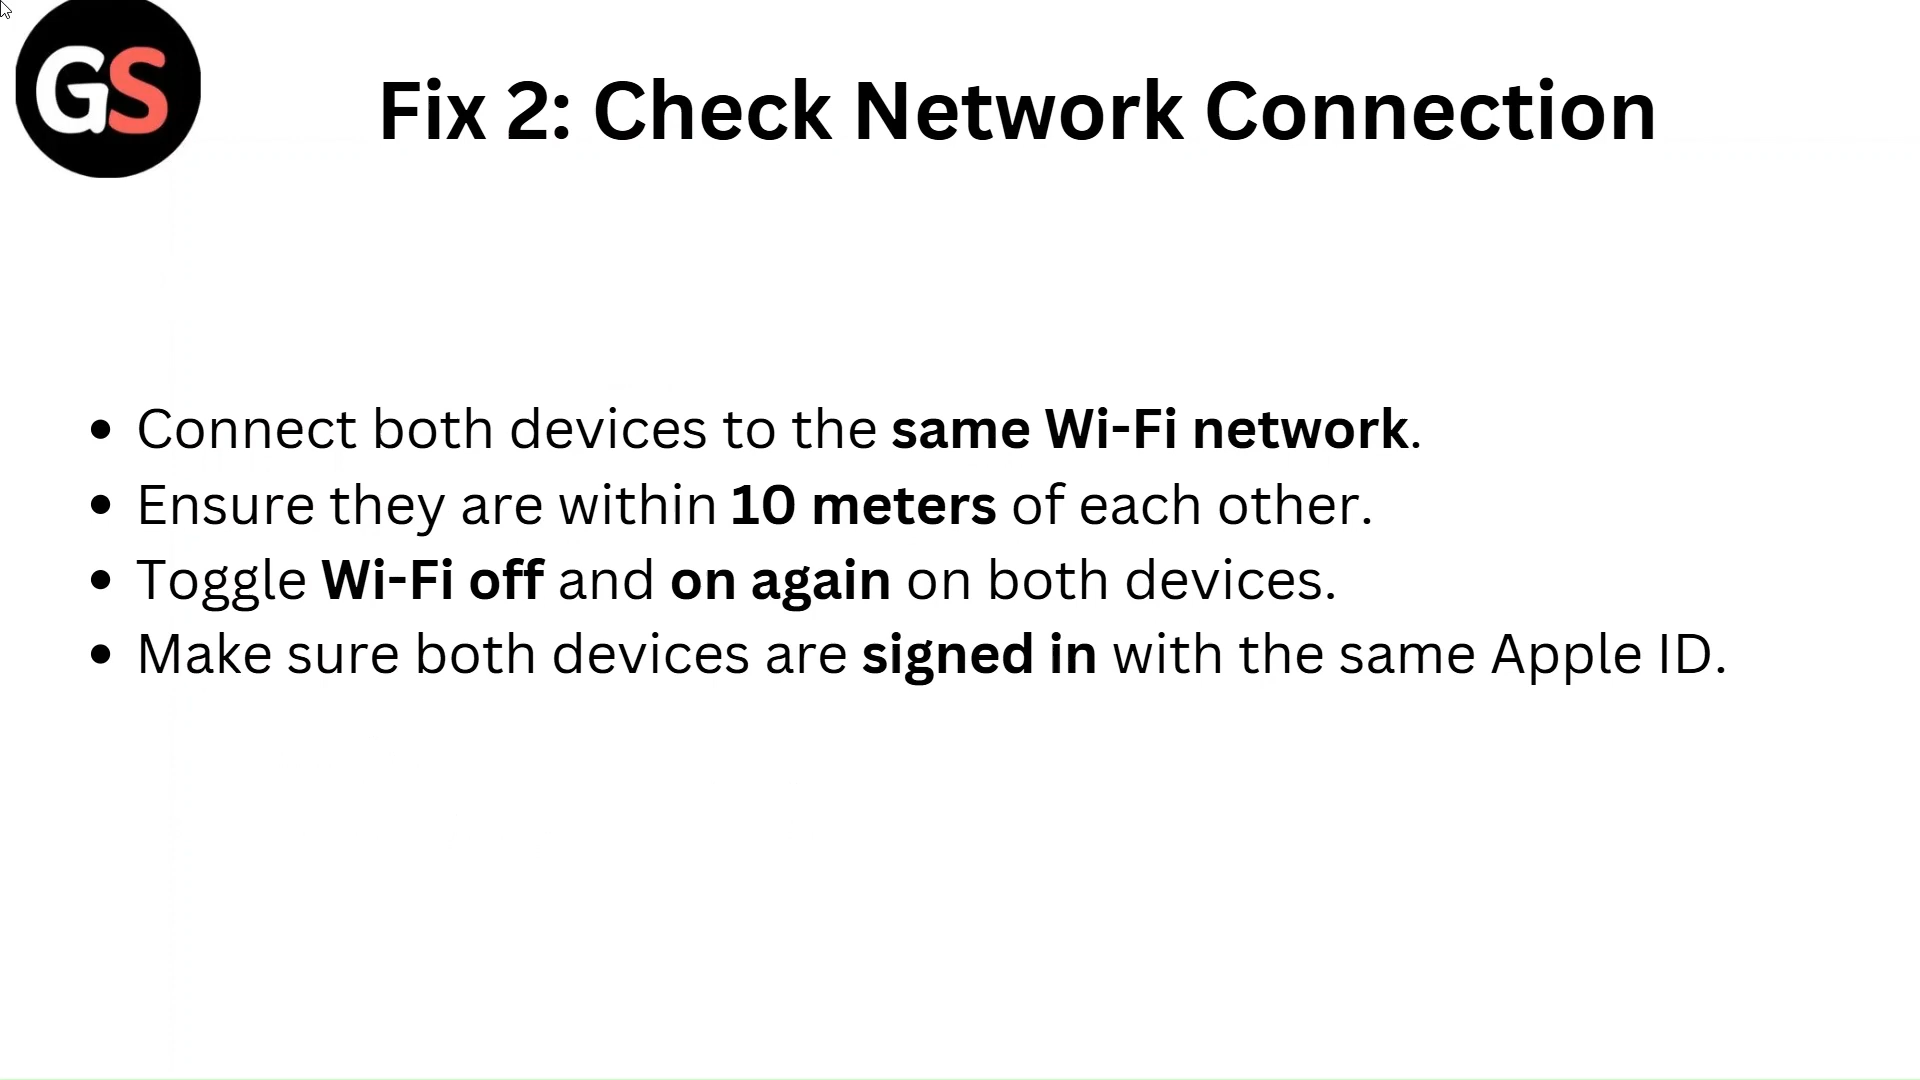 GS
Fix 2: Check Network Connection
• Connect both devices to the same Wi-Fi network.
• Ensure they are within 10 meters of each other.
• Toggle Wi-Fi off and on again on both devices.
• Make sure both devices are signed in with the same Apple ID.